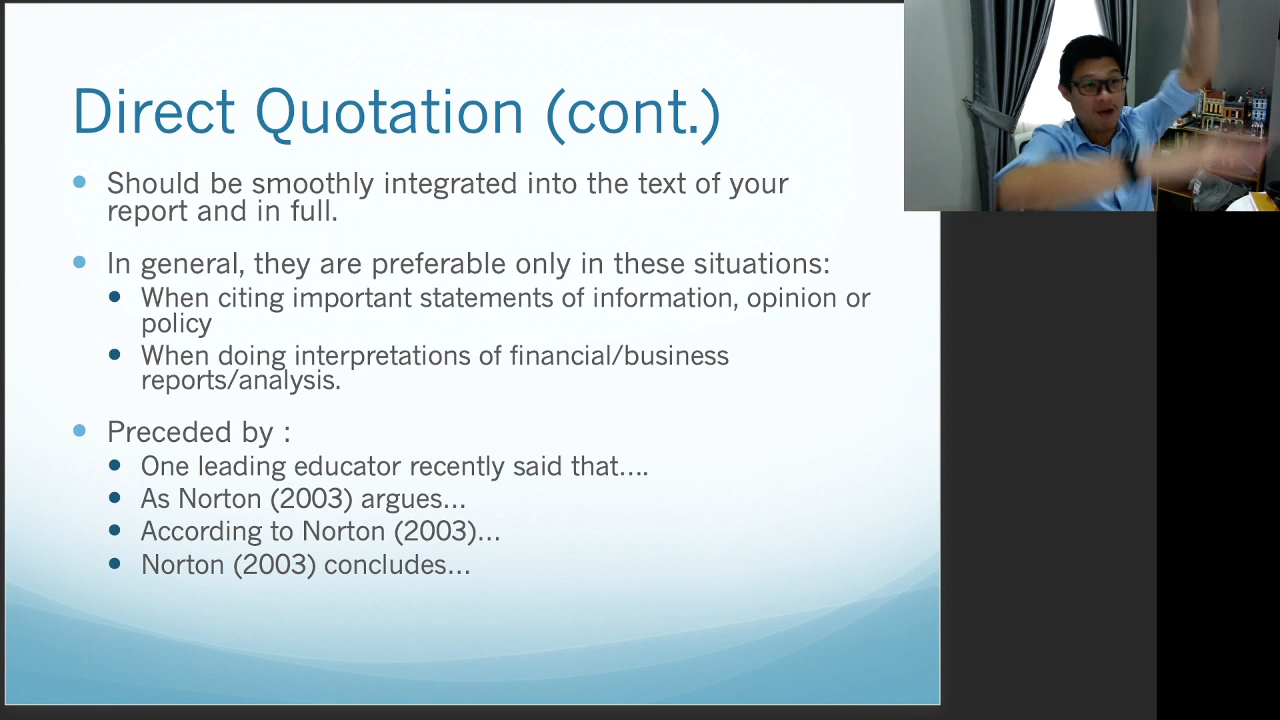 Direct Quotation (cont.)
Should be smoothly integrated into the text of your
report and in full.
In general, they are preferable only in these situations:
When citing important statements of information, opinion or
policy
When doing interpretations of financial/business
reports/analysis.
Preceded by :
One leading educator recently said that....
As Norton (2003) argues...
According to Norton (2003)...
Norton (2003) concludes...